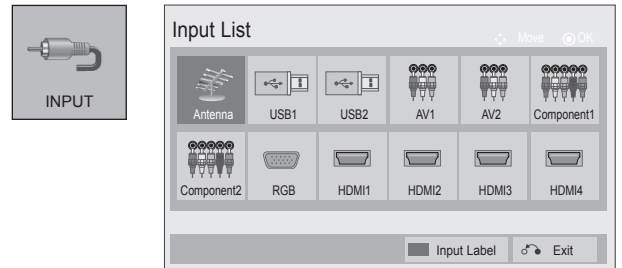 INPUT
Input List
Move OK
Antenna USB1 USB2 AV1 AV2 Component1
Component2 RGB HDMI1 HDMI2 HDMI3 HDMI4
Input Label Exit